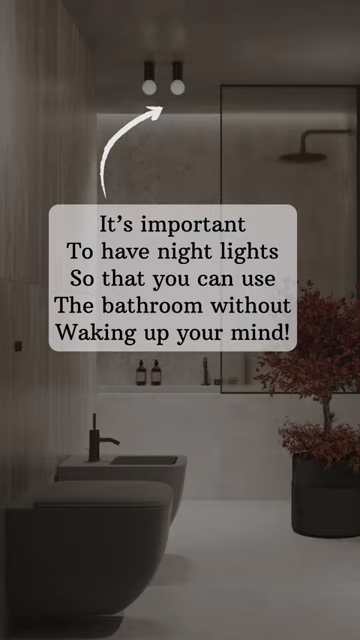 It’s important
To have night lights
So that you can use
The bathroom without
Waking up your mind!